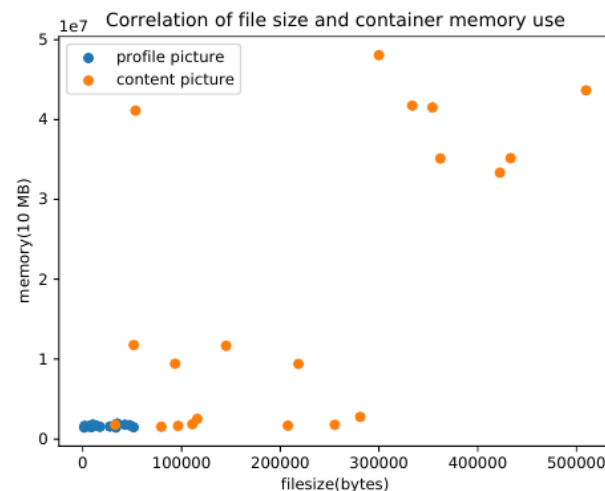 Correlation of file size and container memory use
1e7
profile picture
content picture
5
4
3
2
1
0
memory(10 MB)
0 100000 200000 300000 400000 500000
filesize(bytes)